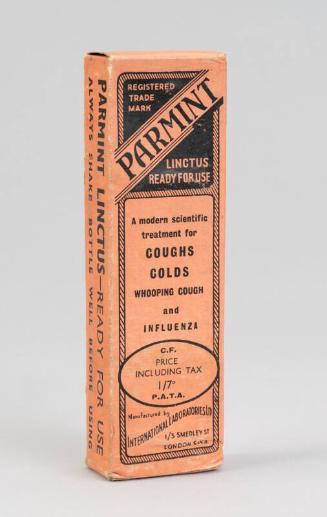 REGISTERED
TRADE
MARK
PARMINT
LINCTUS
READY FOR USE
A modern scientific
treatment for
COUGHS
COLDS
WHOOPING COUGH
and
INFLUENZA
C.F.
PRICE
INCLUDING TAX
1/7D
P.A.T.A.
Manufactured by
INTERNATIONAL LABORATORIES LTD
1/3 SMEDLEY ST
LONDON S.W.8.
PARMINT LINCTUS—READY FOR USE
ALWAYS SHAKE BOTTLE WELL BEFORE USING